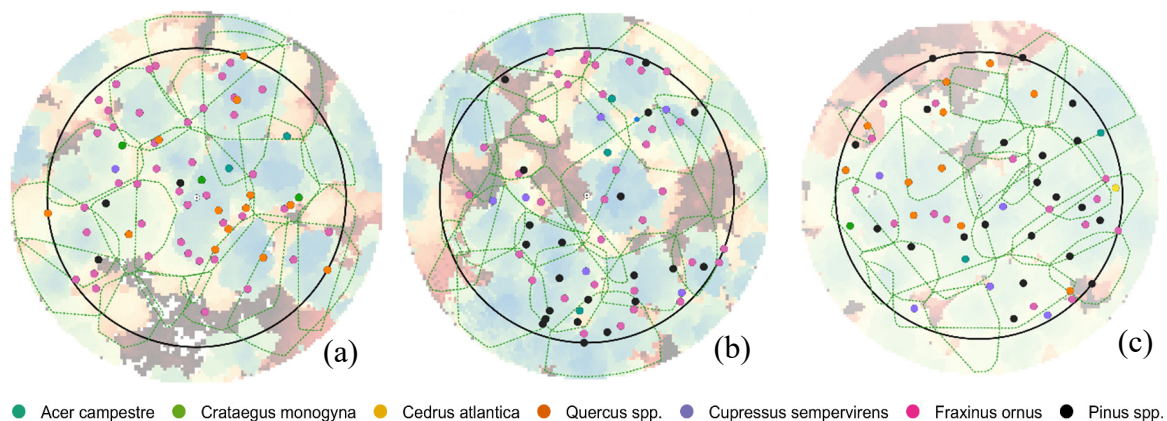 (a)
(b)
(c)
Acer campestre Crataegus monogyna Cedrus atlantica Quercus spp. Cupressus sempervirens Fraxinus ornus Pinus spp.